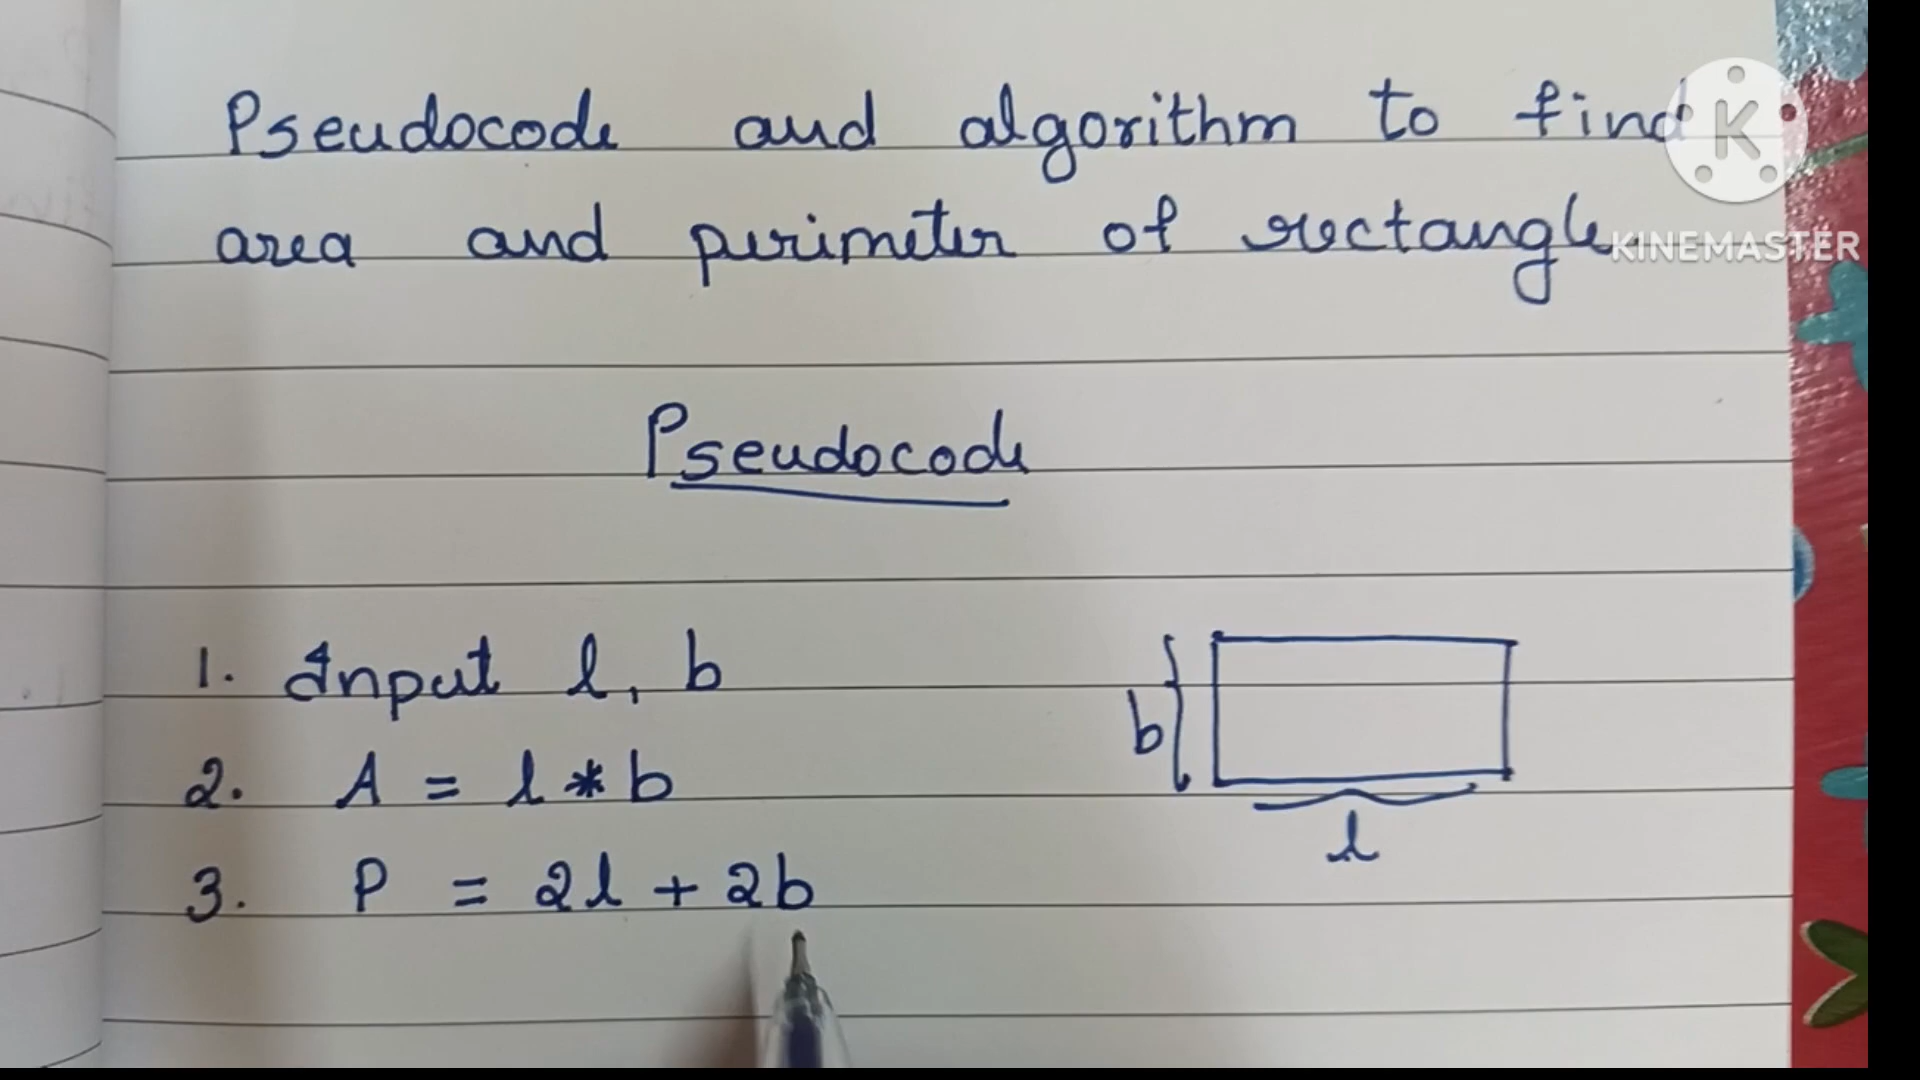 Pseudocode and algorithm to find
area and perimeter of rectangle.
K
KINEMASTER
Pseudocode
1. Input l, b
2. A = l * b
3. P = 2l + 2b
b
l